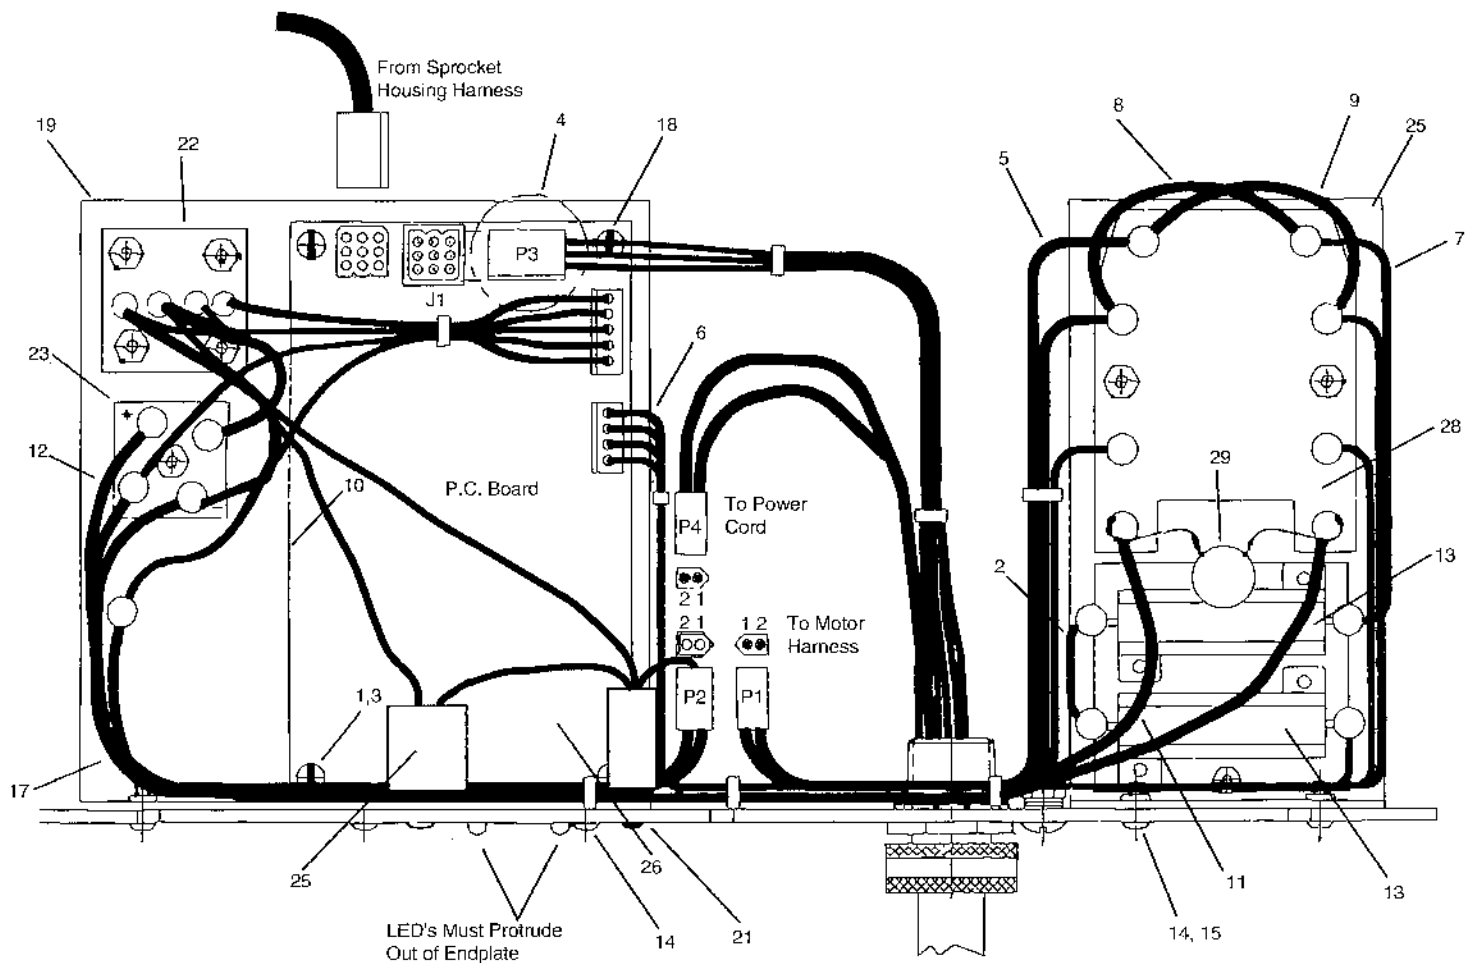 From Sprocket
Housing Harness
19
22
4
18
8
9
25
5
7
P3
J1
6
23
+
12
10
P.C. Board
To Power
Cord
P4
29
28
2 1
2
13
2 1
1 2
To Motor
Harness
1,3
P2
P1
17
25
26
11
13
LED's Must Protrude
Out of Endplate
14
21
14, 15